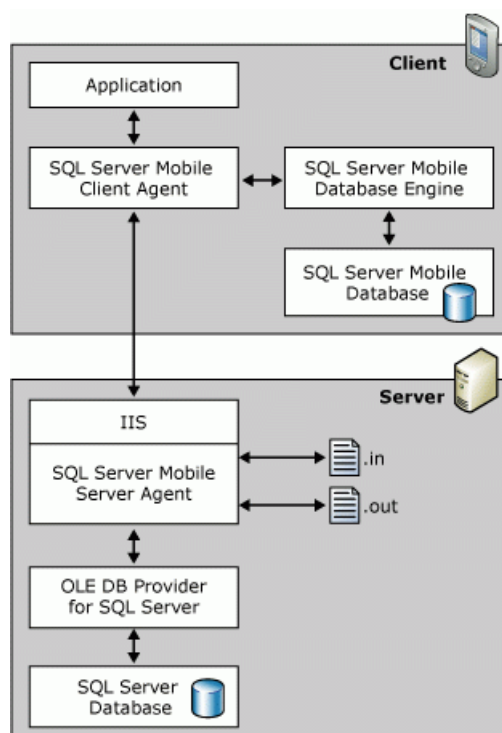 Client
Application
SQL Server Mobile
Client Agent
SQL Server Mobile
Database Engine
SQL Server Mobile
Database
Server
IIS
SQL Server Mobile
Server Agent
.in
.out
OLE DB Provider
for SQL Server
SQL Server
Database